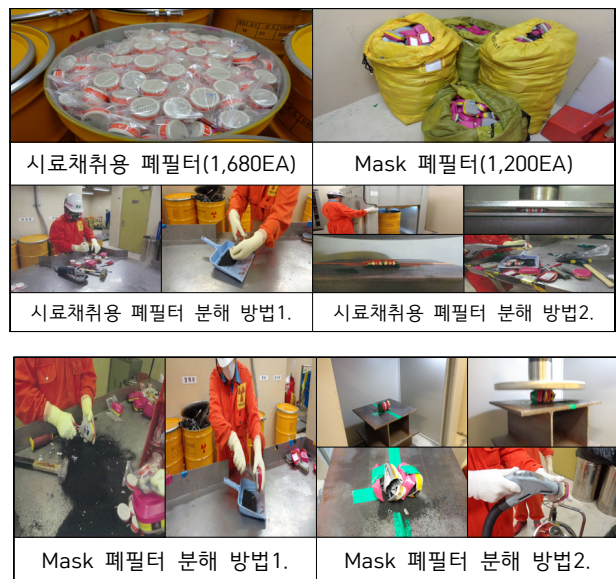 시료채취용 폐필터(1,680EA)
Mask 폐필터(1,200EA)
시료채취용 폐필터 분해 방법1.
시료채취용 폐필터 분해 방법2.
Mask 폐필터 분해 방법1.
Mask 폐필터 분해 방법2.